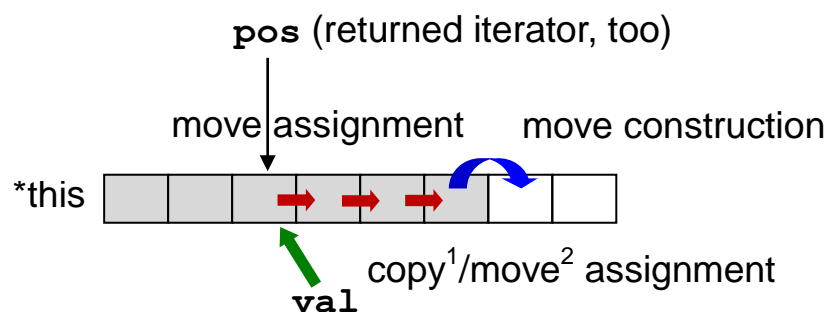 pos (returned iterator, too)
move assignment move construction
*this
copy¹/move² assignment
val